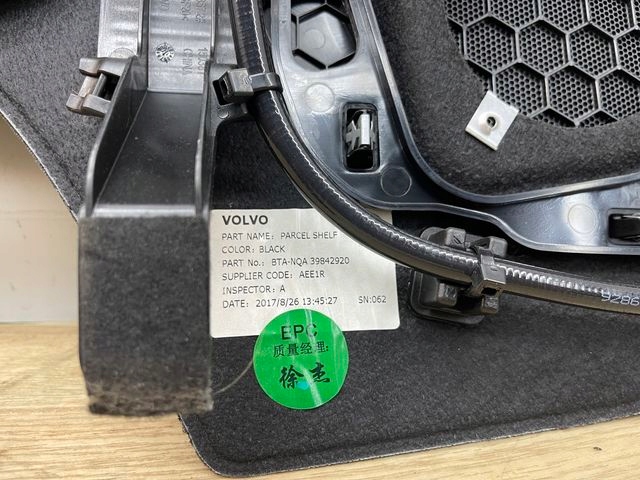 VOLVO
PART NAME: PARCEL SHELF
COLOR: BLACK
PART No.: BTA-NQA 39842920
SUPPLIER CODE: AEE1R
INSPECTOR: A
DATE: 2017/8/26 13:45:27 SN:062
EPC
质量经理:
徐杰